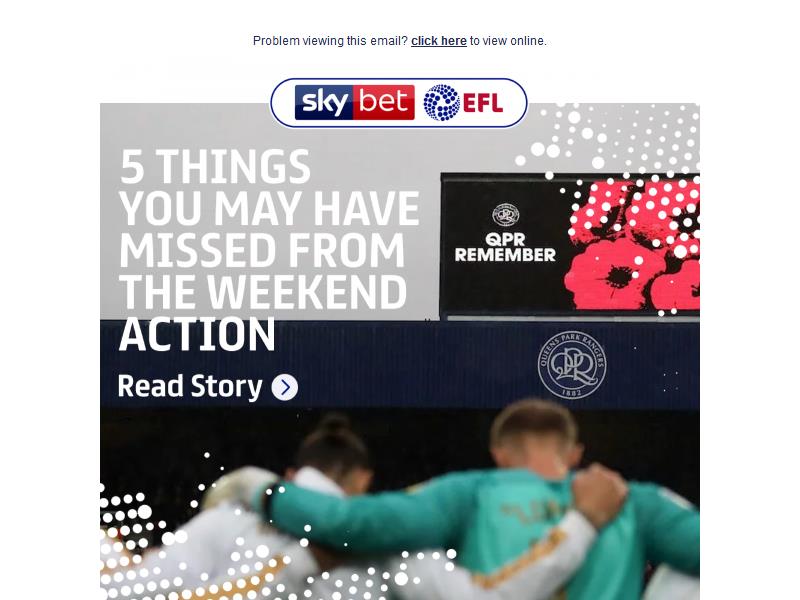 Problem viewing this email? click here to view online.
sky bet EFL
5 THINGS
YOU MAY HAVE
MISSED FROM
THE WEEKEND
ACTION
Read Story
QPR
REMEMBER
QUEENS PARK RANGERS
QPR
1882